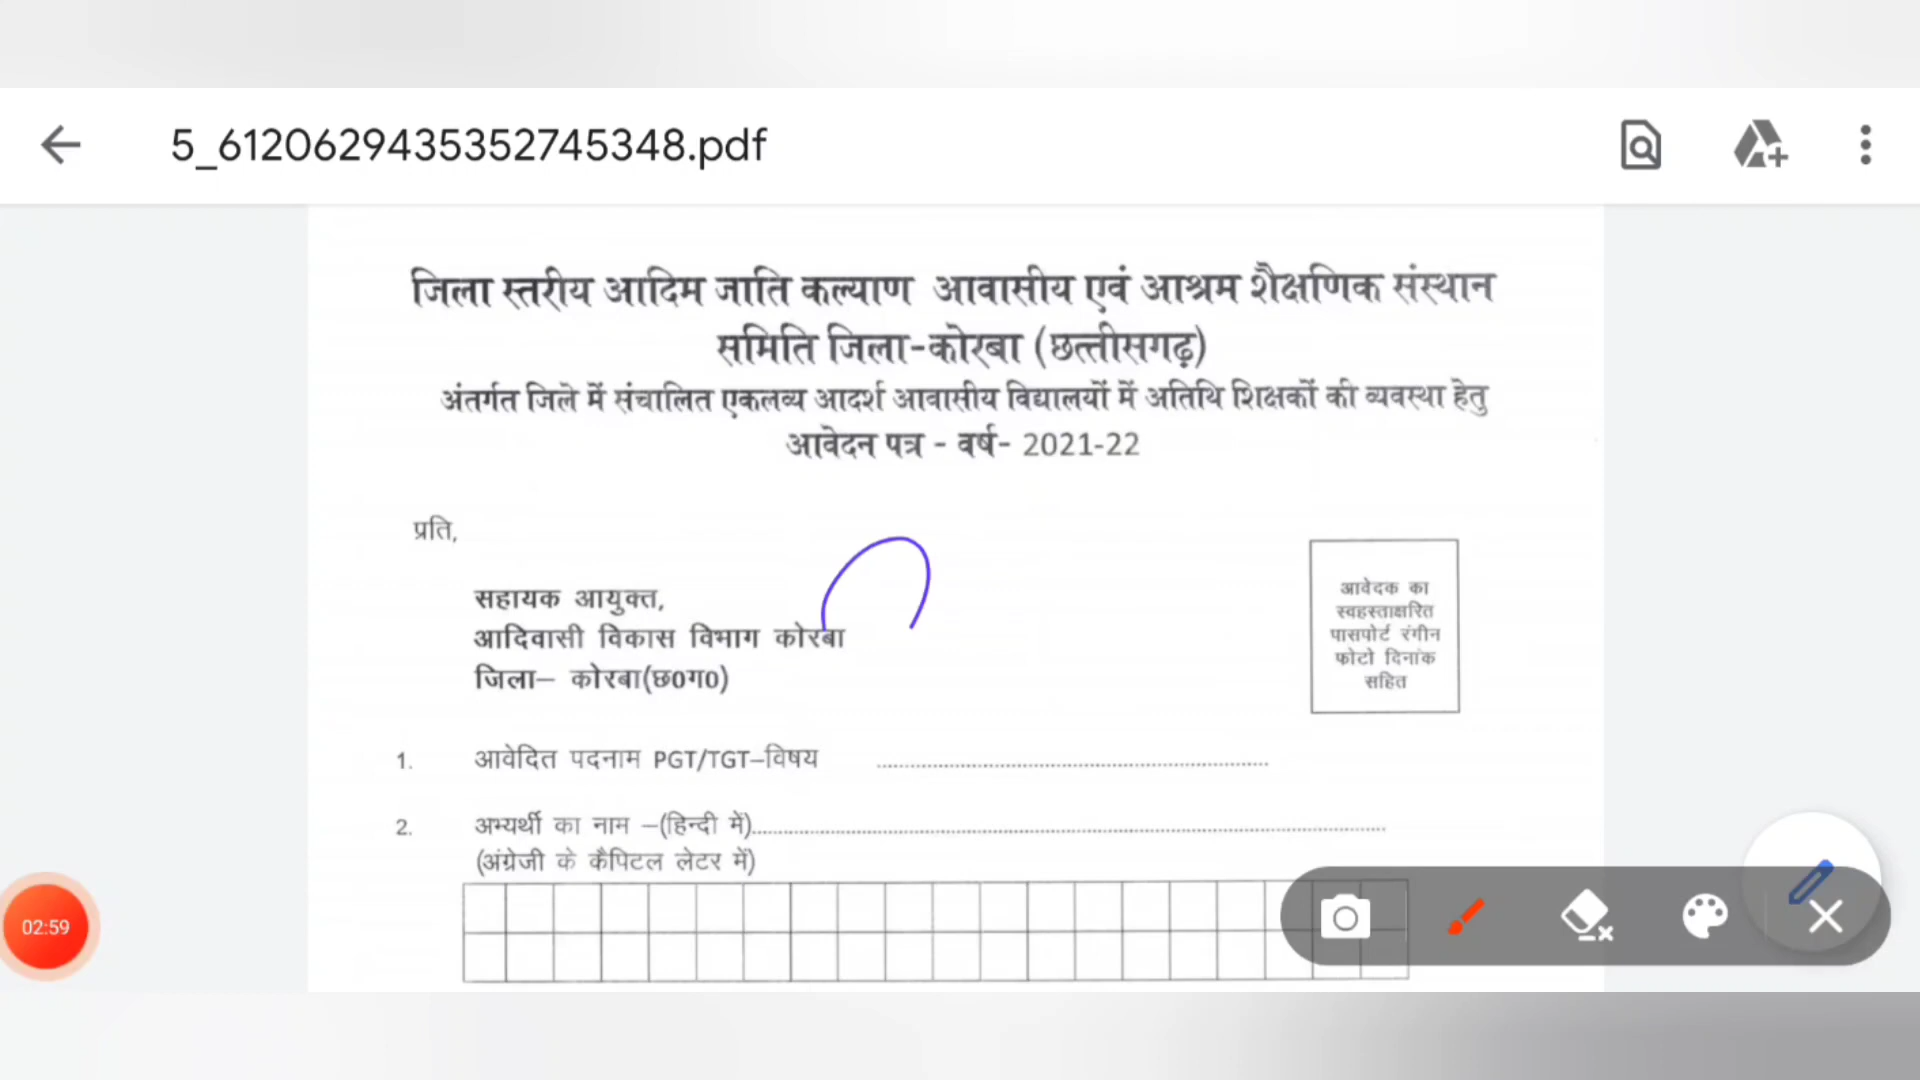 5_6120629435352745348.pdf
जिला स्तरीय आदिम जाति कल्याण आवासीय एवं आश्रम शैक्षणिक संस्थान
समिति जिला-कोरबा (छत्तीसगढ़)
अंतर्गत जिले में संचालित एकलव्य आदर्श आवासीय विद्यालयों में अतिथि शिक्षकों की व्यवस्था हेतु
आवेदन पत्र - वर्ष- 2021-22
प्रति,
सहायक आयुक्त,
आदिवासी विकास विभाग कोरबा
जिला– कोरबा(छ0ग0)
आवेदक का
स्वहस्ताक्षरित
पासपोर्ट रंगीन
फोटो दिनांक
सहित
1. आवेदित पदनाम PGT/TGT–विषय ....................
2. अभ्यर्थी का नाम –(हिन्दी में)....................
(अंग्रेजी के कैपिटल लेटर में)
02:59